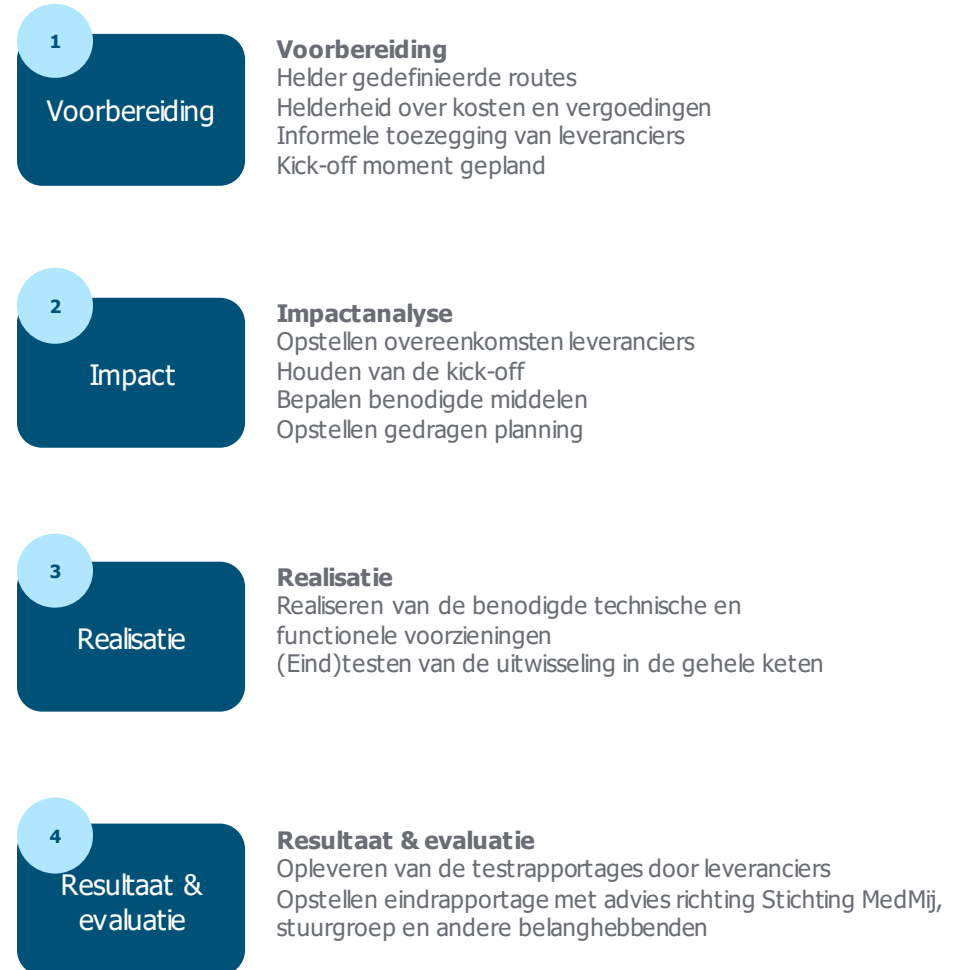 1
Voorbereiding
Voorbereiding
Helder gedefinieerde routes
Helderheid over kosten en vergoedingen
Informele toezegging van leveranciers
Kick-off moment gepland
2
Impact
Impactanalyse
Opstellen overeenkomsten leveranciers
Houden van de kick-off
Bepalen benodigde middelen
Opstellen gedragen planning
3
Realisatie
Realisatie
Realiseren van de benodigde technische en
functionele voorzieningen
(Eind)testen van de uitwisseling in de gehele keten
4
Resultaat &
evaluatie
Resultaat & evaluatie
Opleveren van de testrapportages door leveranciers
Opstellen eindrapportage met advies richting Stichting MedMij,
stuurgroep en andere belanghebbenden